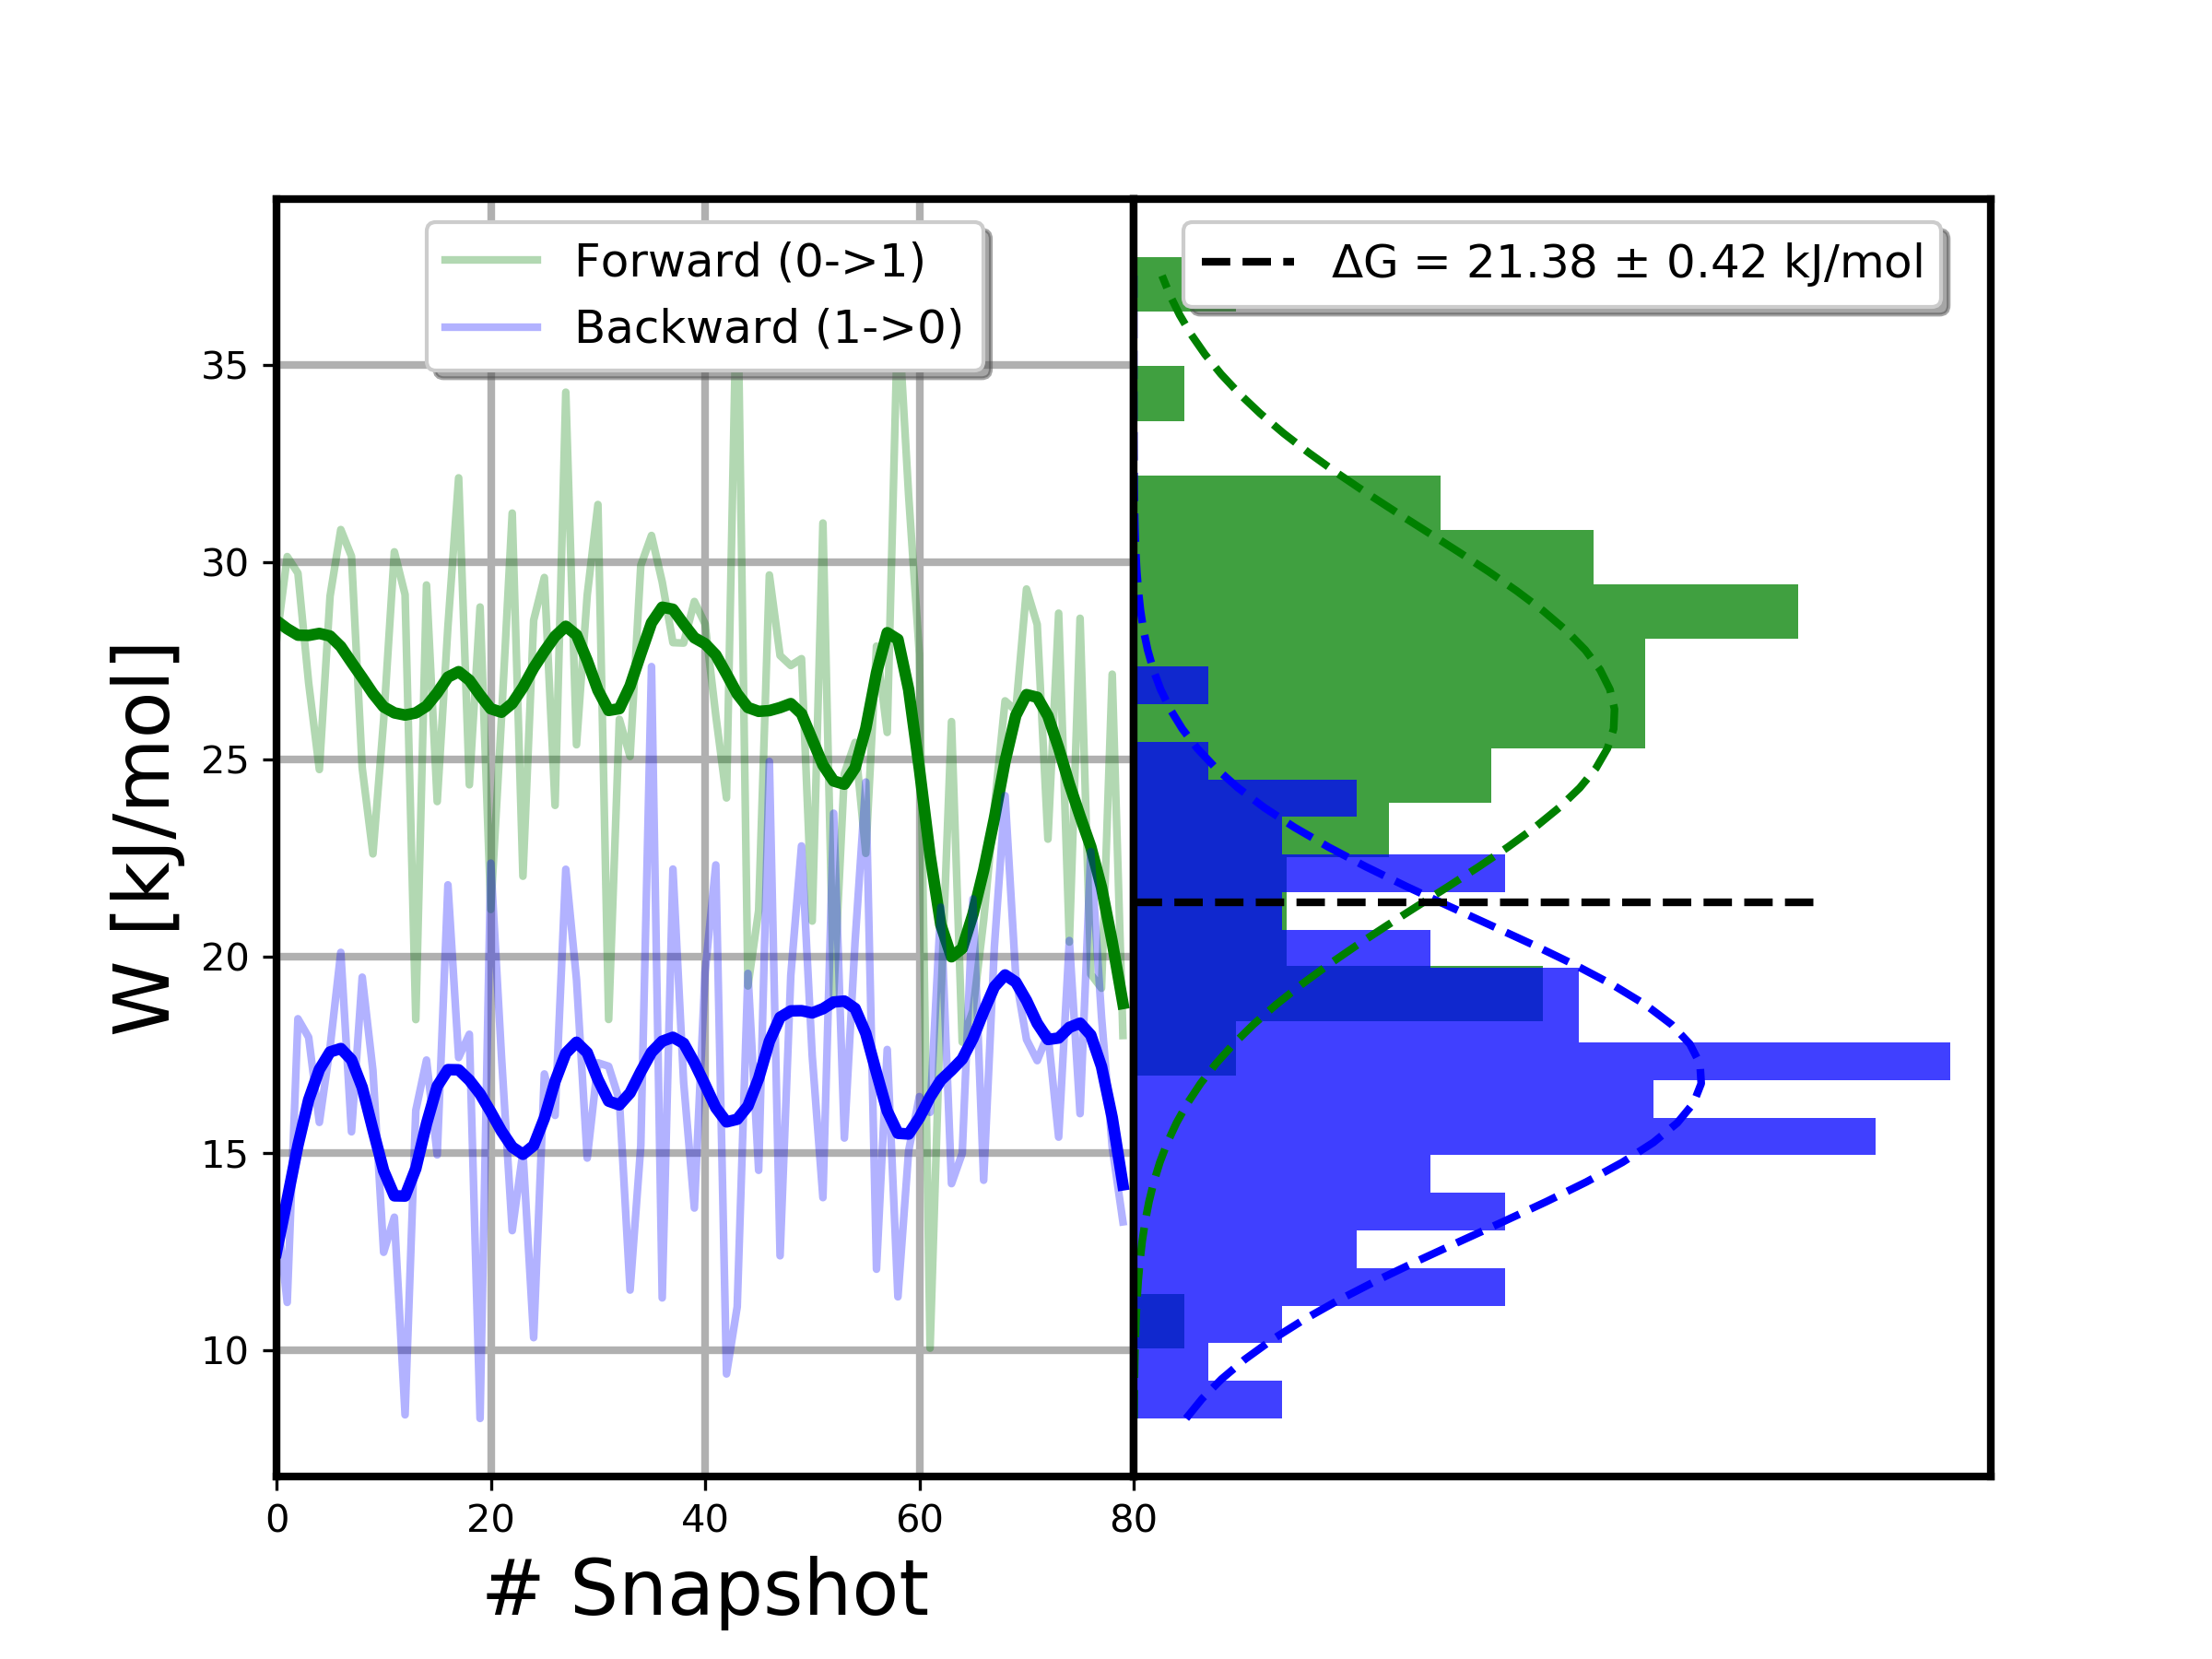 Forward (0->1)
Backward (1->0)
ΔG = 21.38 ± 0.42 kJ/mol
W [kJ/mol]
35
30
25
20
15
10
0 20 40 60 80
# Snapshot